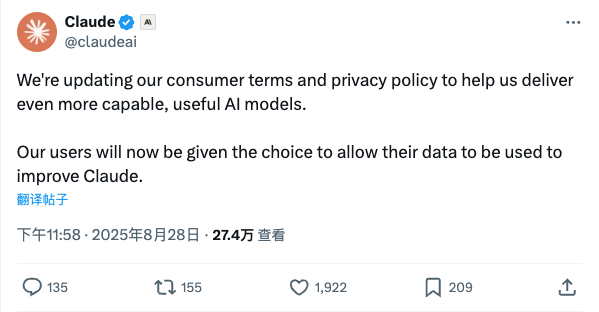 Claude
@claudeai
We're updating our consumer terms and privacy policy to help us deliver
even more capable, useful AI models.
Our users will now be given the choice to allow their data to be used to
improve Claude.
翻译帖子
下午11:58 · 2025年8月28日 · 27.4万 查看
135 155 1,922 209